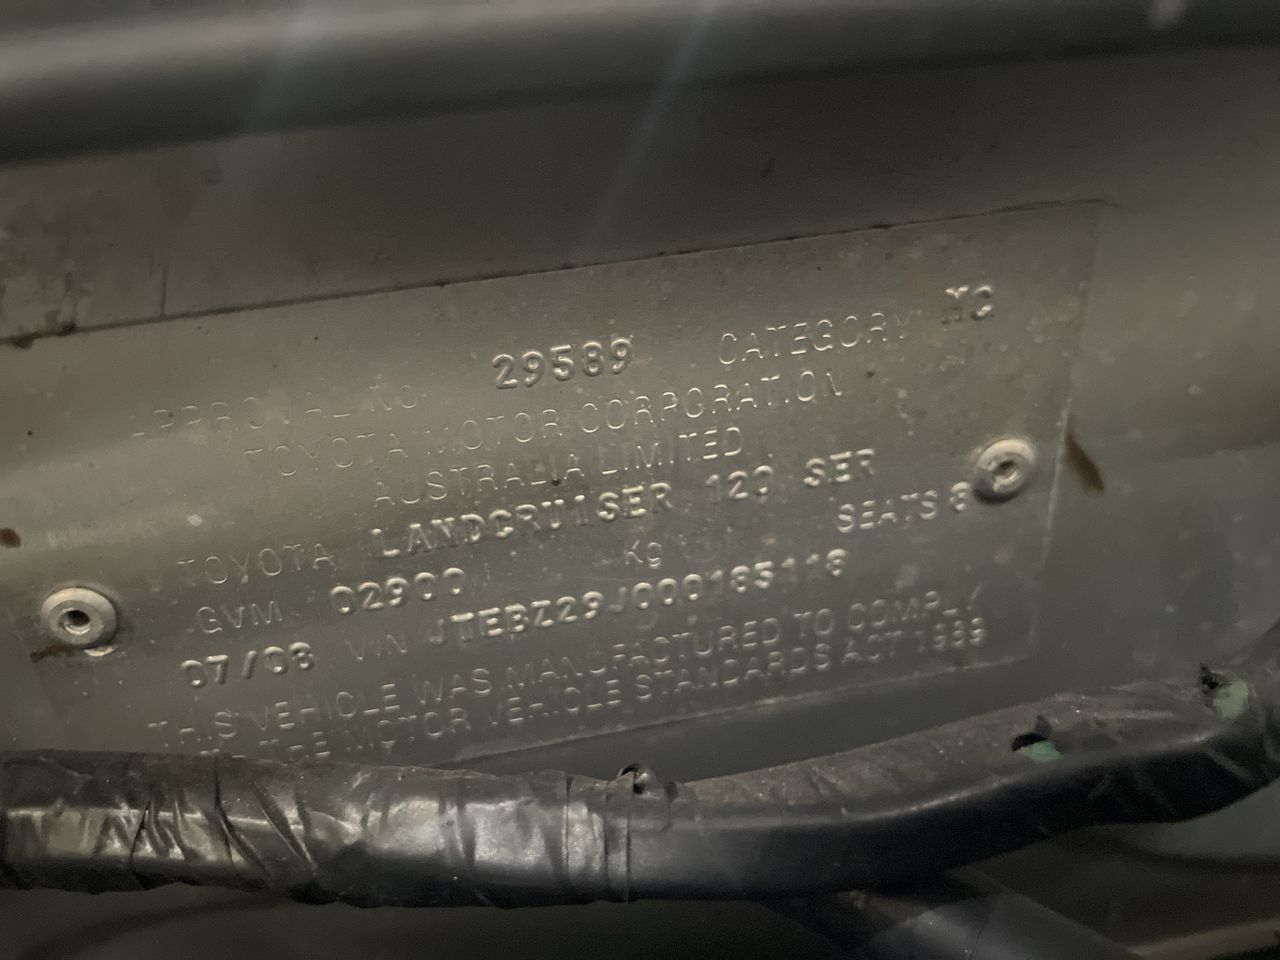 APPROVAL NO. 29589 CATEGORY MC
TOYOTA MOTOR CORPORATION
AUSTRALIA LIMITED
TOYOTA LANDCRUISER 120 SER
GVM 02900 Kg SEATS 8
07/08 VIN JTEBZ29J000185118
THIS VEHICLE WAS MANUFACTURED TO COMPLY
THE MOTOR VEHICLE STANDARDS ACT 1989